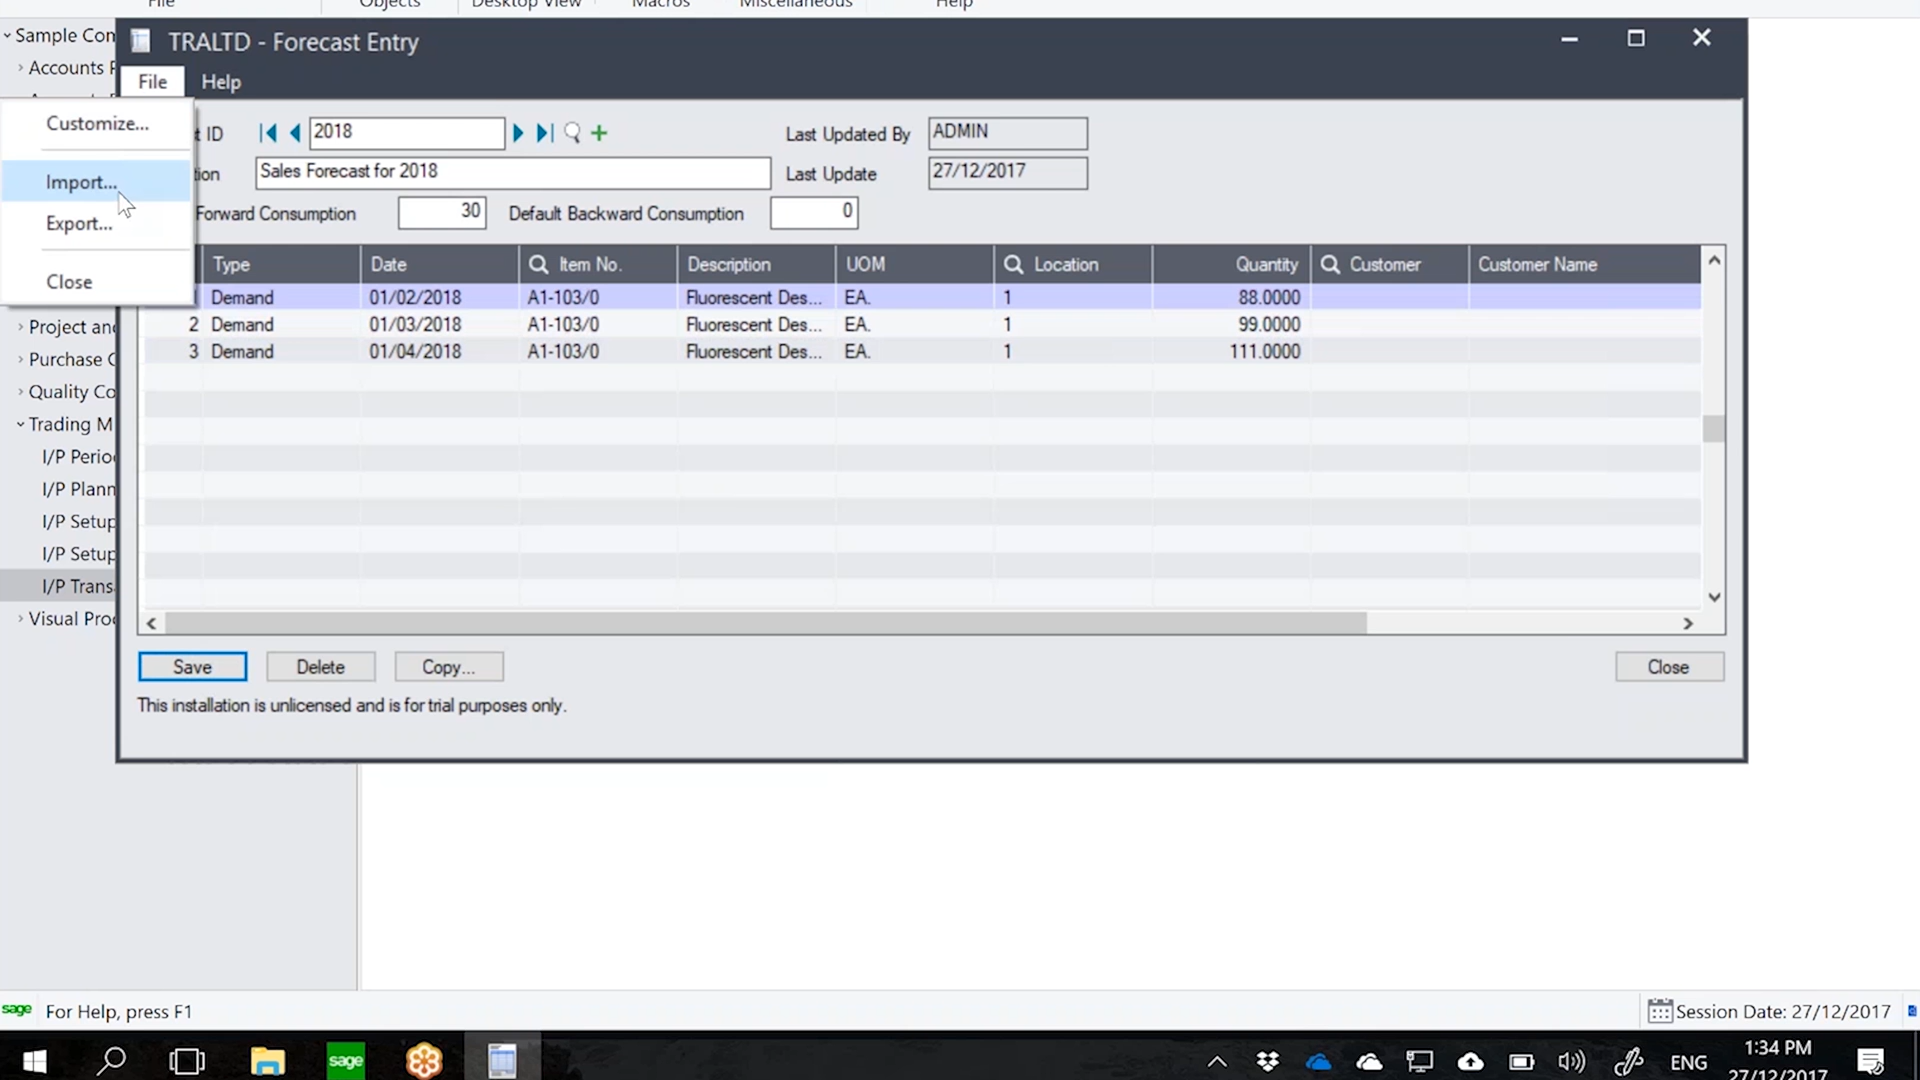 File Objects Desktop View Macros Miscellaneous Help
Sample Com
TRALTD - Forecast Entry
Accounts
File Help
Customize...
ID 2018 Last Updated By ADMIN
Import...
Sales Forecast for 2018 Last Update 27/12/2017
Export...
Forward Consumption 30 Default Backward Consumption 0
Close
Type Date Item No. Description UOM Location Quantity Customer Customer Name
Demand 01/02/2018 A1-103/0 Fluorescent Des... EA. 1 88.0000
2 Demand 01/03/2018 A1-103/0 Fluorescent Des... EA. 1 99.0000
3 Demand 01/04/2018 A1-103/0 Fluorescent Des... EA. 1 111.0000
Project and
Purchase
Quality Co
Trading M
I/P Perio
I/P Plann
I/P Setup
I/P Setup
I/P Trans
Visual Pro
Save Delete Copy... Close
This installation is unlicensed and is for trial purposes only.
sage For Help, press F1 Session Date: 27/12/2017
sage ENG 1:34 PM
27/12/2017